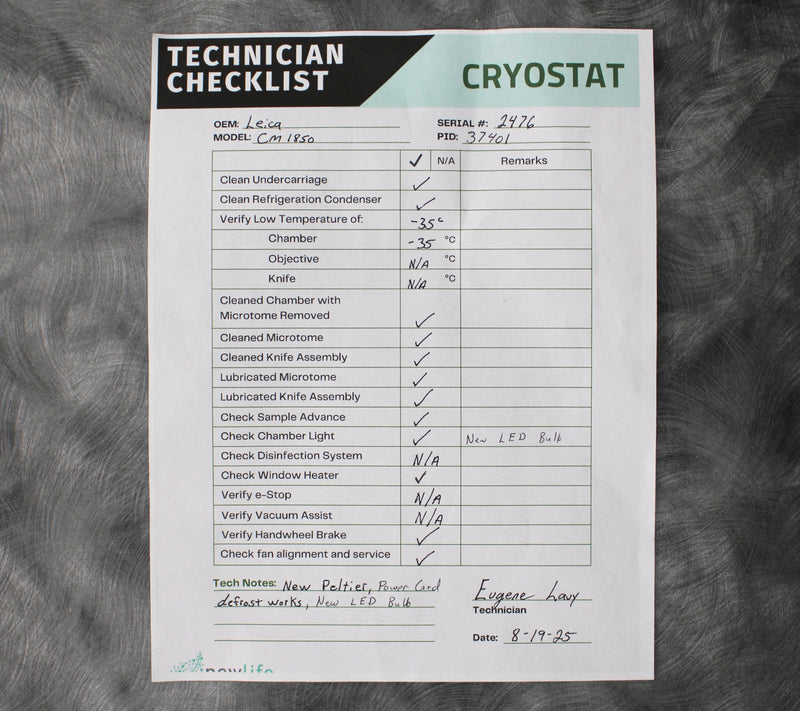 TECHNICIAN
CHECKLIST
CRYOSTAT
OEM: Leica
SERIAL #: 2476
MODEL: CM 1850
PID: 37401
✓ N/A Remarks
Clean Undercarriage ✓
Clean Refrigeration Condenser ✓
Verify Low Temperature of: -35°
Chamber -35 °C
Objective N/A °C
Knife N/A °C
Cleaned Chamber with
Microtome Removed ✓
Cleaned Microtome ✓
Cleaned Knife Assembly ✓
Lubricated Microtome ✓
Lubricated Knife Assembly ✓
Check Sample Advance ✓
Check Chamber Light ✓ New LED Bulb
Check Disinfection System N/A
Check Window Heater ✓
Verify e-Stop N/A
Verify Vacuum Assist N/A
Verify Handwheel Brake ✓
Check fan alignment and service ✓
Tech Notes: New Peltier, Power Cord
defrost works, New LED Bulb
Eugene Lavy
Technician
Date: 8-19-25
newlife